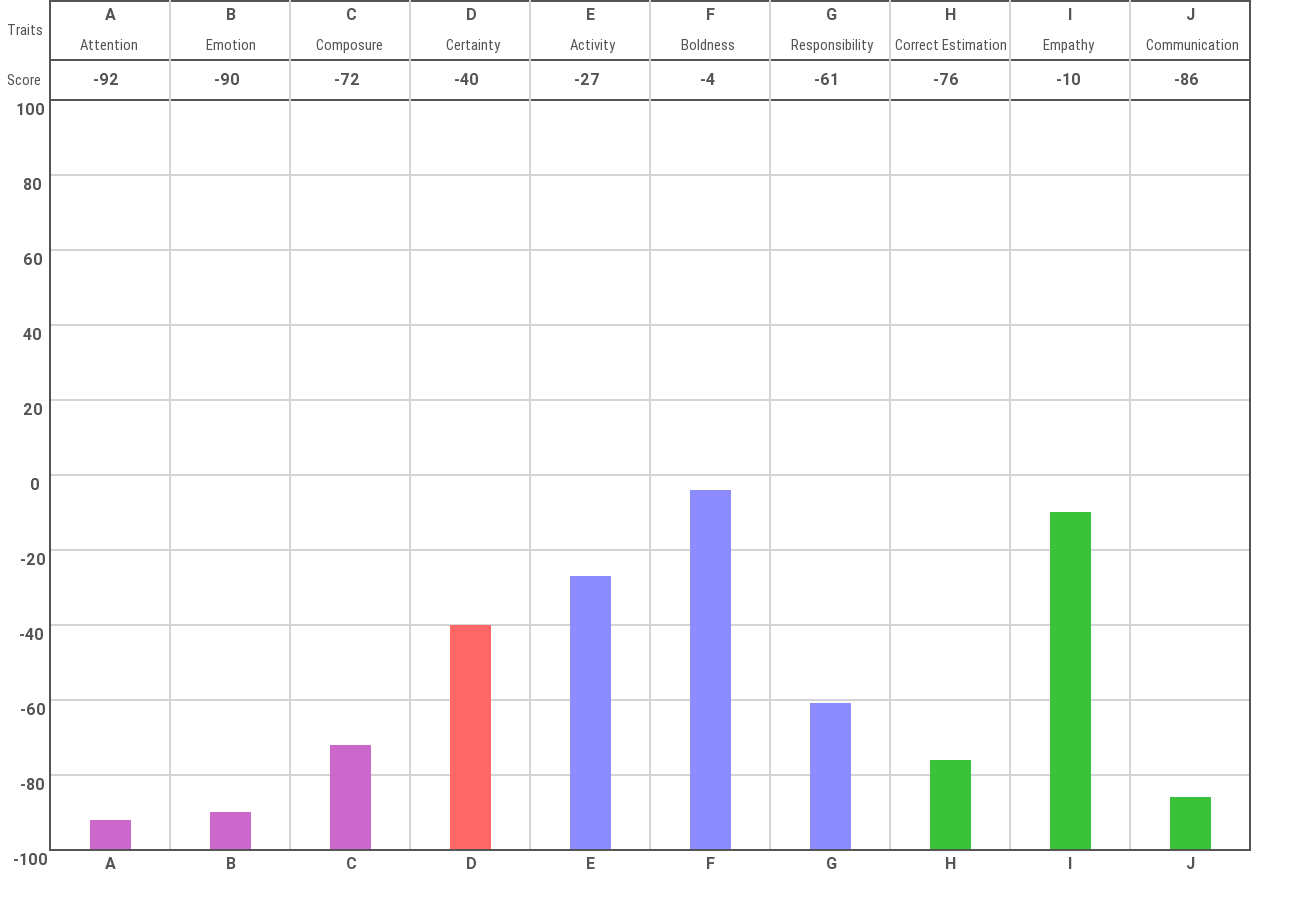 Traits A B C D E F G H I J
Attention Emotion Composure Certainty Activity Boldness Responsibility Correct Estimation Empathy Communication
Score -92 -90 -72 -40 -27 -4 -61 -76 -10 -86
100
80
60
40
20
0
-20
-40
-60
-80
-100
A B C D E F G H I J